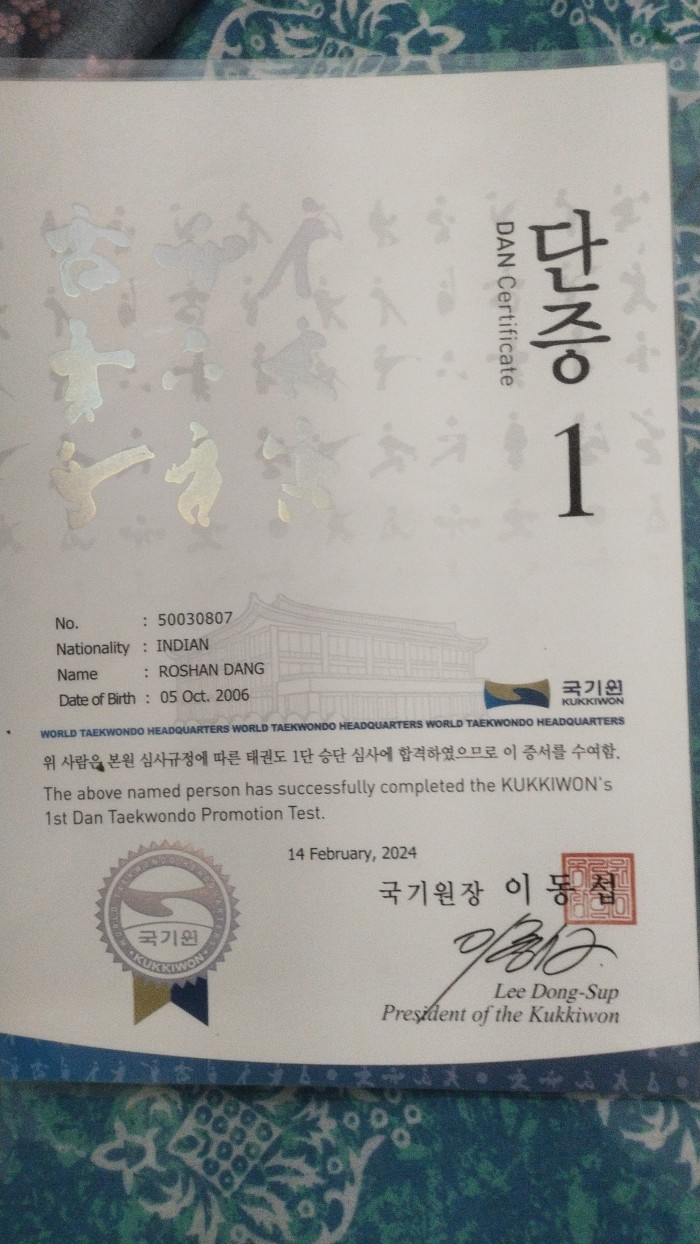 단증
DAN Certificate
1
No. : 50030807
Nationality : INDIAN
Name : ROSHAN DANG
Date of Birth : 05 Oct. 2006
국기원
KUKKIWON
WORLD TAEKWONDO HEADQUARTERS WORLD TAEKWONDO HEADQUARTERS WORLD TAEKWONDO HEADQUARTERS
위 사람은 본원 심사규정에 따른 태권도 1단 승단 심사에 합격하였으므로 이 증서를 수여함.
The above named person has successfully completed the KUKKIWON's
1st Dan Taekwondo Promotion Test.
14 February, 2024
국기원장 이동섭
Lee Dong-Sup
President of the Kukkiwon
국기원
KUKKIWON